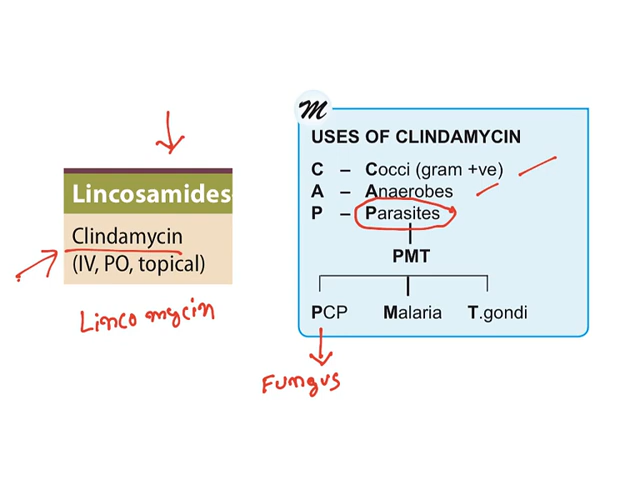 Lincosamides
Clindamycin
(IV, PO, topical)
Linco mycin
M
USES OF CLINDAMYCIN
C – Cocci (gram +ve)
A – Anaerobes
P – Parasites
PMT
PCP Malaria T.gondi
Fungus